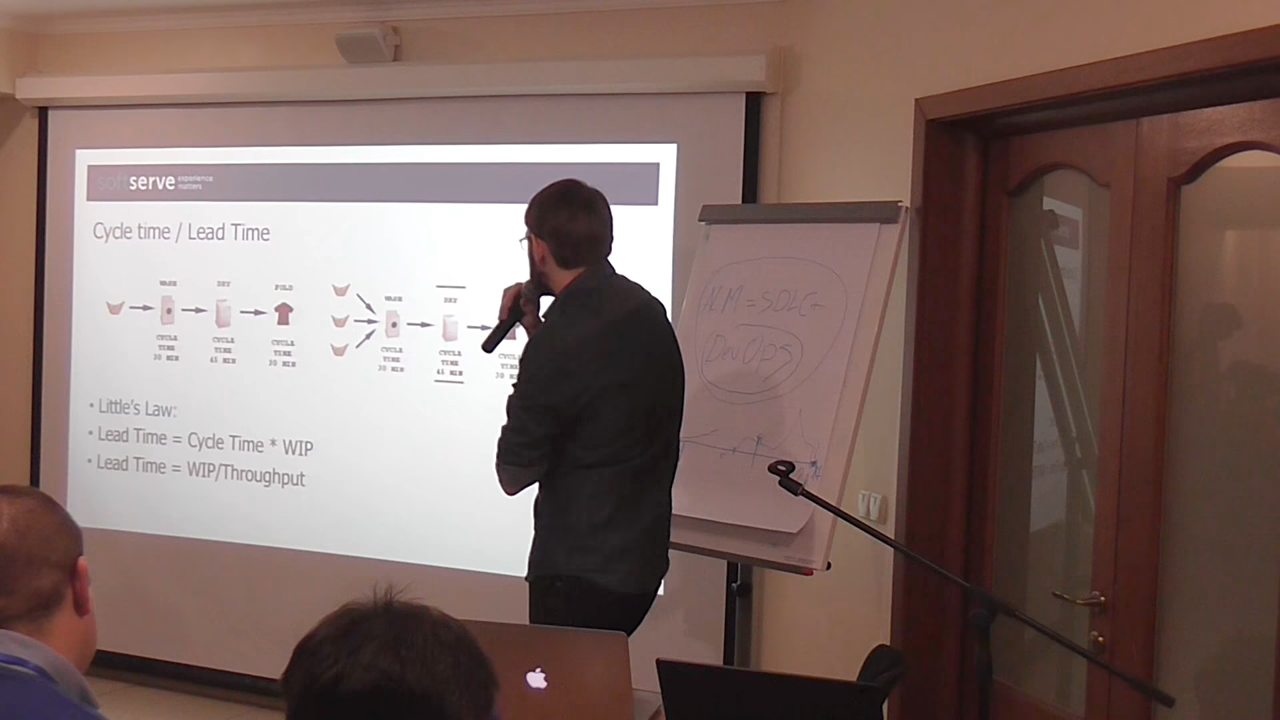 softserve experience matters
Cycle time / Lead Time
WASH DRY FOLD
CYCLE TIME 30 MIN
CYCLE TIME 45 MIN
CYCLE TIME 30 MIN
WASH DRY
CYCLE TIME 30 MIN
CYCLE TIME 45 MIN
• Little's Law:
• Lead Time = Cycle Time * WIP
• Lead Time = WIP/Throughput
ALM = SDLC+
DevOPS